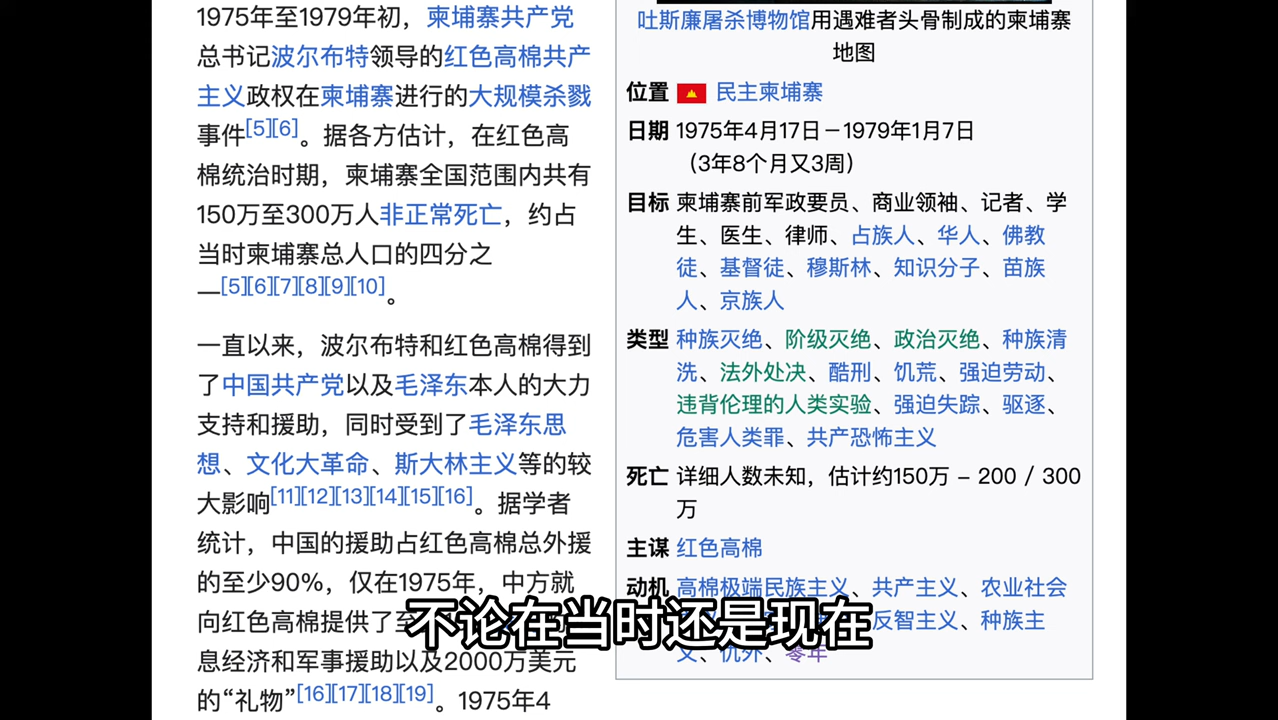 1975年至1979年初，柬埔寨共产党
总书记波尔布特领导的红色高棉共产
主义政权在柬埔寨进行的大规模杀戮
事件[5][6]。据各方估计，在红色高
棉统治时期，柬埔寨全国范围内共有
150万至300万人非正常死亡，约占
当时柬埔寨总人口的四分之
一[5][6][7][8][9][10]。
一直以来，波尔布特和红色高棉得到
了中国共产党以及毛泽东本人的大力
支持和援助，同时受到了毛泽东思
想、文化大革命、斯大林主义等的较
大影响[11][12][13][14][15][16]。据学者
统计，中国的援助占红色高棉总外援
的至少90%，仅在1975年，中方就
向红色高棉提供了至
息经济和军事援助以及2000万美元
的“礼物”[16][17][18][19]。1975年4
吐斯廉屠杀博物馆用遇难者头骨制成的柬埔寨
地图
位置 民主柬埔寨
日期 1975年4月17日－1979年1月7日
（3年8个月又3周）
目标 柬埔寨前军政要员、商业领袖、记者、学
生、医生、律师、占族人、华人、佛教
徒、基督徒、穆斯林、知识分子、苗族
人、京族人
类型 种族灭绝、阶级灭绝、政治灭绝、种族清
洗、法外处决、酷刑、饥荒、强迫劳动、
违背伦理的人类实验、强迫失踪、驱逐、
危害人类罪、共产恐怖主义
死亡 详细人数未知，估计约150万 – 200 / 300
万
主谋 红色高棉
动机 高棉极端民族主义、共产主义、农业社会
反智主义、种族主
义、仇外、零年
不论在当时还是现在